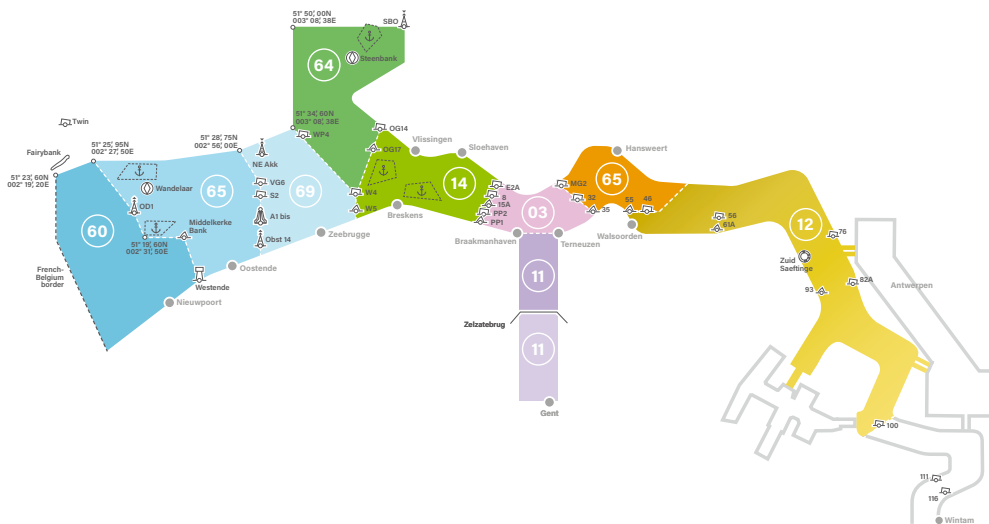 51° 50', 00N
003° 08', 38E
SBO
Steenbank
64
51° 34', 60N
003° 08', 38E
WP4
OG14
OG17
Twin
Fairybank
51° 23', 60N
002° 19', 20E
51° 25', 95N
002° 27', 50E
51° 28', 75N
002° 56', 00E
NE Akk
VG6
S2
A1 bis
Obst 14
Wandelaar
65
69
OD1
Middelkerke
Bank
51° 19', 60N
002° 31', 50E
60
French-
Belgium
border
Westende
Nieuwpoort
Oostende
Zeebrugge
W4
W5
Vlissingen
Sloehaven
14
Breskens
E2A
8
15A
PP2
PP1
Braakmanhaven
03
Terneuzen
MG2
32
35
65
Hansweert
55
46
Walsoorden
56
61A
12
76
Zuid
Saeftinge
82A
93
Antwerpen
11
Zelzatebrug
11
Gent
100
111
116
Wintam